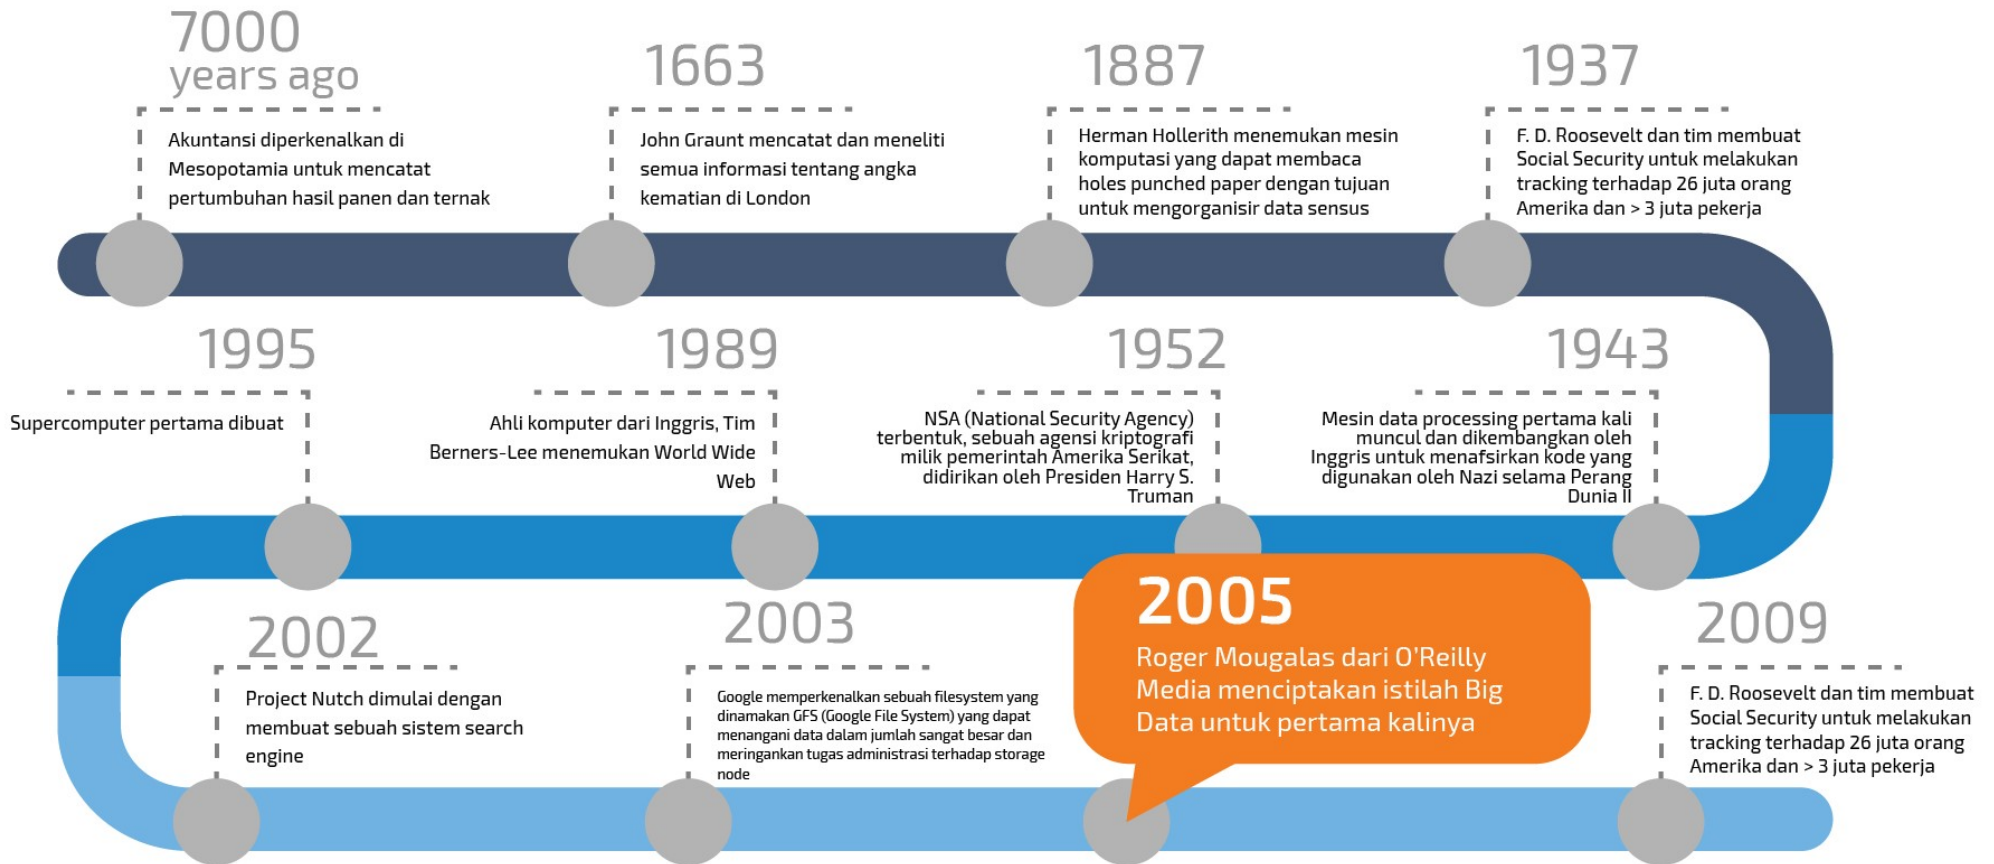 7000
years ago
Akuntansi diperkenalkan di
Mesopotamia untuk mencatat
pertumbuhan hasil panen dan ternak
1663
John Graunt mencatat dan meneliti
semua informasi tentang angka
kematian di London
1887
Herman Hollerith menemukan mesin
komputasi yang dapat membaca
holes punched paper dengan tujuan
untuk mengorganisir data sensus
1937
F. D. Roosevelt dan tim membuat
Social Security untuk melakukan
tracking terhadap 26 juta orang
Amerika dan > 3 juta pekerja
1943
Mesin data processing pertama kali
muncul dan dikembangkan oleh
Inggris untuk menafsirkan kode yang
digunakan oleh Nazi selama Perang
Dunia II
1952
NSA (National Security Agency)
terbentuk, sebuah agensi kriptografi
milik pemerintah Amerika Serikat,
didirikan oleh Presiden Harry S.
Truman
1989
Ahli komputer dari Inggris, Tim
Berners-Lee menemukan World Wide
Web
1995
Supercomputer pertama dibuat
2002
Project Nutch dimulai dengan
membuat sebuah sistem search
engine
2003
Google memperkenalkan sebuah filesystem yang
dinamakan GFS (Google File System) yang dapat
menangani data dalam jumlah sangat besar dan
meringankan tugas administrasi terhadap storage
node
2005
Roger Mougalas dari O'Reilly
Media menciptakan istilah Big
Data untuk pertama kalinya
2009
F. D. Roosevelt dan tim membuat
Social Security untuk melakukan
tracking terhadap 26 juta orang
Amerika dan > 3 juta pekerja